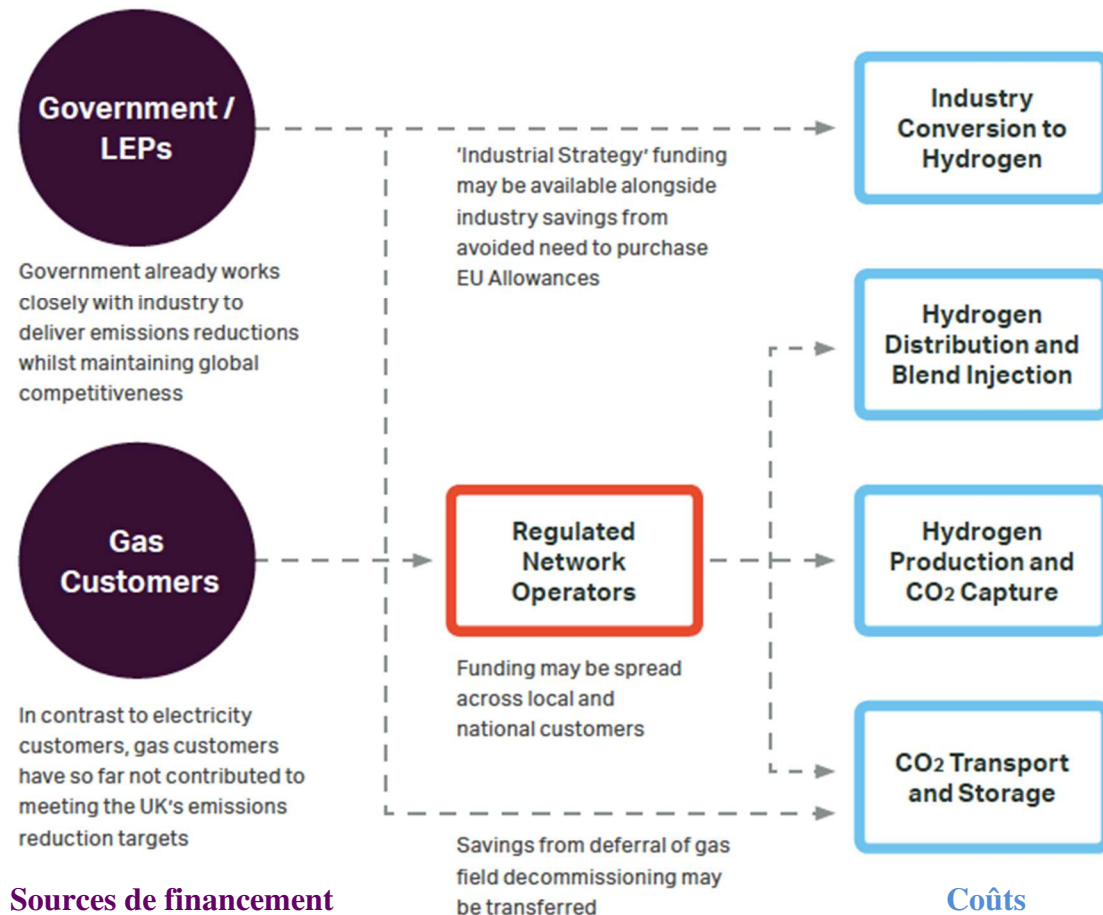 Government /
LEPs
Government already works
closely with industry to
deliver emissions reductions
whilst maintaining global
competitiveness
'Industrial Strategy' funding
may be available alongside
industry savings from
avoided need to purchase
EU Allowances
Industry
Conversion to
Hydrogen
Hydrogen
Distribution and
Blend Injection
Gas
Customers
In contrast to electricity
customers, gas customers
have so far not contributed to
meeting the UK's emissions
reduction targets
Regulated
Network
Operators
Funding may be spread
across local and
national customers
Hydrogen
Production and
CO2 Capture
CO2 Transport
and Storage
Savings from deferral of gas
field decommissioning may
be transferred
Sources de financement
Coûts